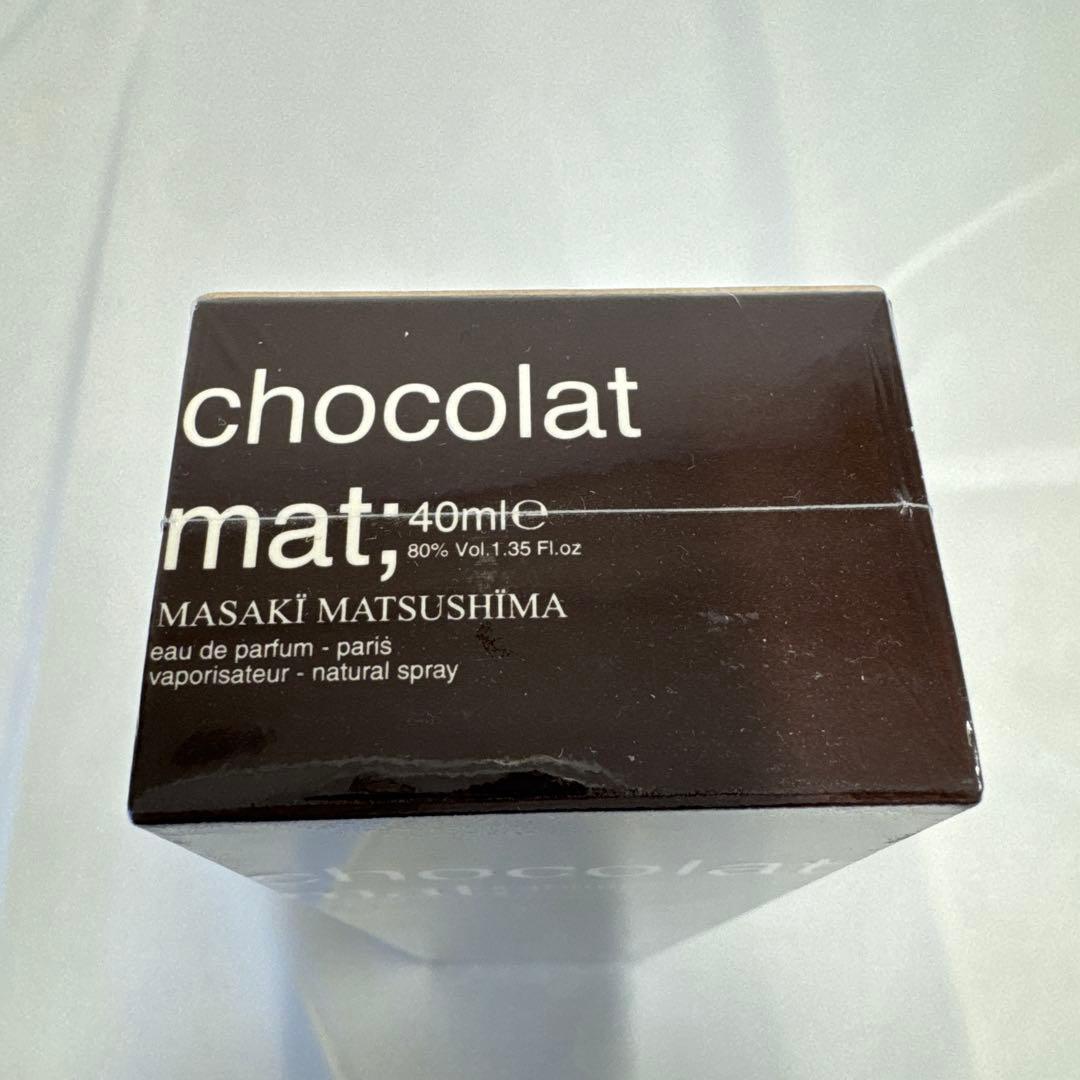 chocolat
mat; 40ml℮
80% Vol.1.35 Fl.oz
MASAKÏ MATSUSHÏMA
eau de parfum - paris
vaporisateur - natural spray
chocolat